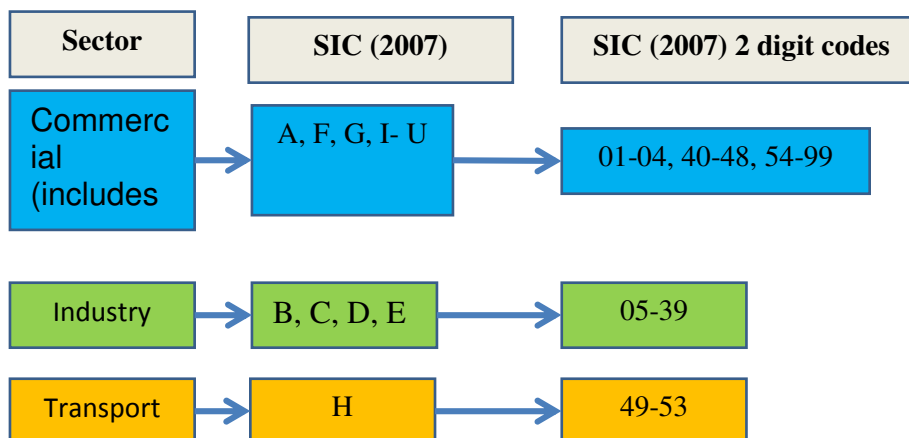 Sector
SIC (2007)
SIC (2007) 2 digit codes
Commerc
ial
(includes
A, F, G, I- U
01-04, 40-48, 54-99
Industry
B, C, D, E
05-39
Transport
H
49-53